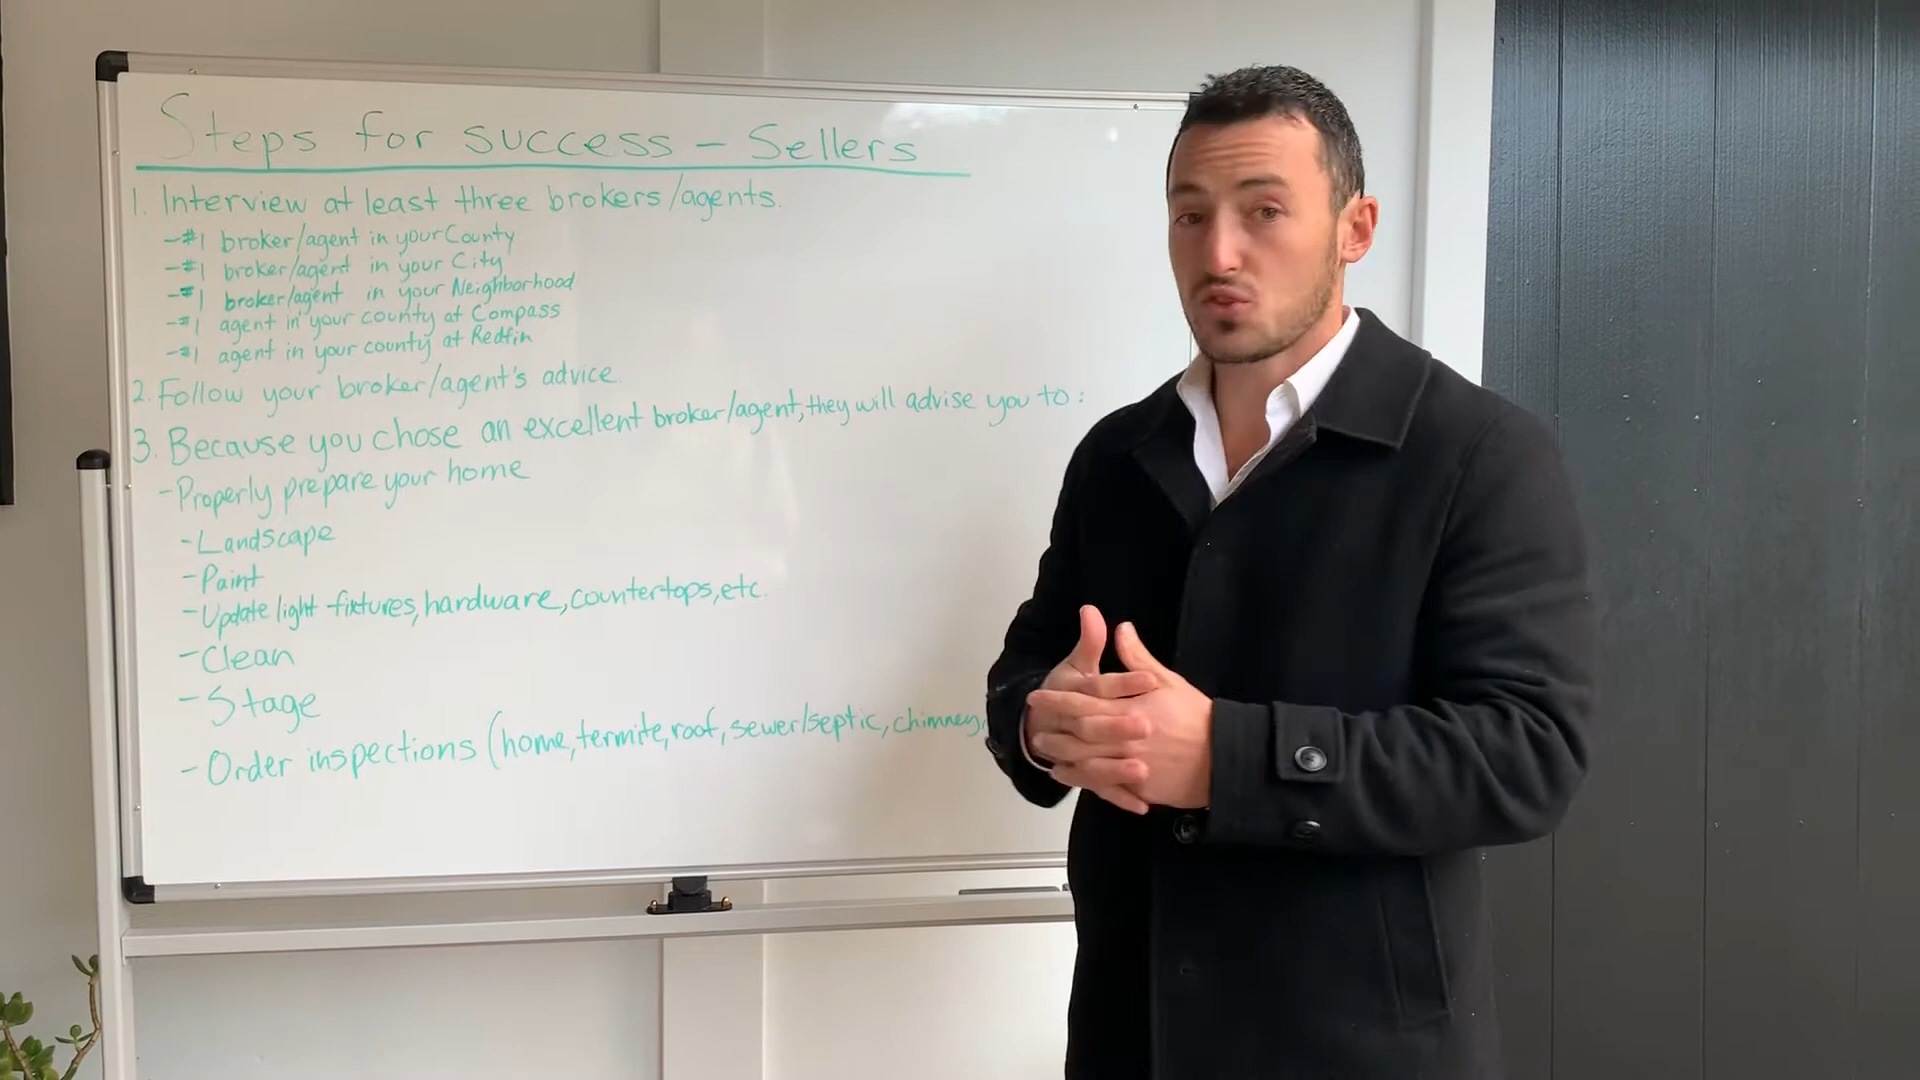 Steps for success - Sellers
1. Interview at least three brokers/agents.
-#1 broker/agent in your County
-#1 broker/agent in your City
-#1 broker/agent in your Neighborhood
-#1 agent in your county at Compass
-#1 agent in your county at Redfin
2. Follow your broker/agent's advice.
3. Because you chose an excellent broker/agent, they will advise you to:
-Properly prepare your home
-Landscape
-Paint
-Update light fixtures, hardware, countertops, etc.
-Clean
-Stage
-Order inspections (home, termite, roof, sewer/septic, chimney,